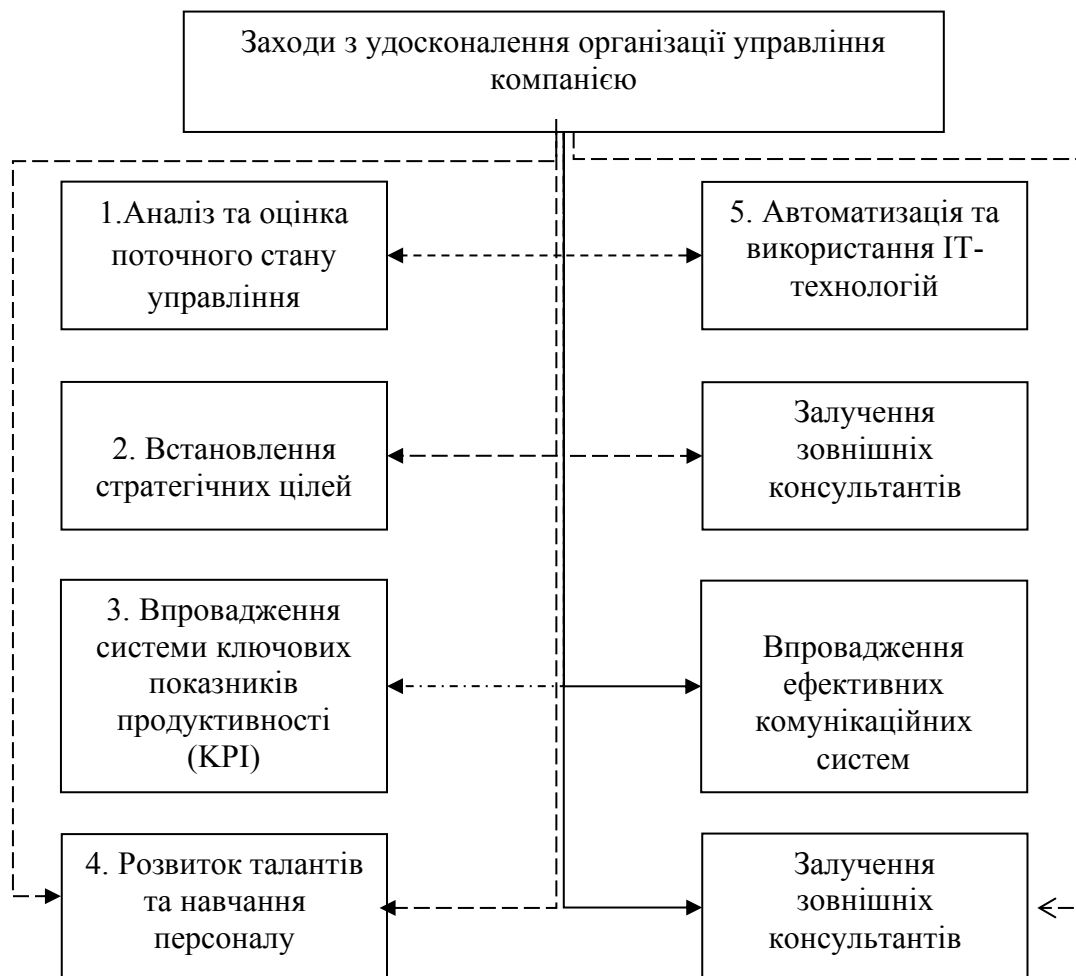 Заходи з удосконалення організації управління
компанією
1.Аналіз та оцінка
поточного стану
управління
2. Встановлення
стратегічних цілей
3. Впровадження
системи ключових
показників
продуктивності
(KPI)
4. Розвиток талантів
та навчання
персоналу
5. Автоматизація та
використання ІТ-
технологій
Залучення
зовнішніх
консультантів
Впровадження
ефективних
комунікаційних
систем
Залучення
зовнішніх
консультантів